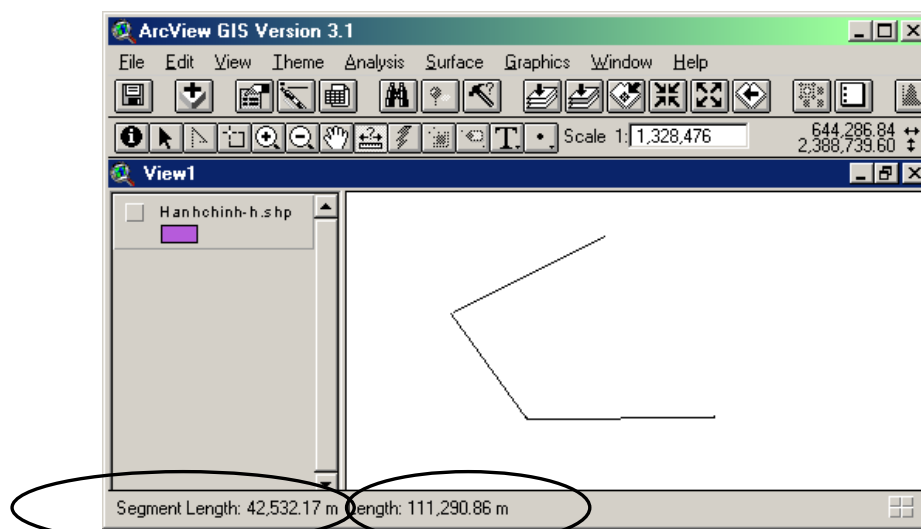 ArcView GIS Version 3.1
File Edit View Theme Analysis Surface Graphics Window Help
T. Scale 1: 1,328,476 644,286.84
2,388,739.60
View1
Hanhchinh-h.shp
Segment Length: 42,532.17 m Length: 111,290.86 m